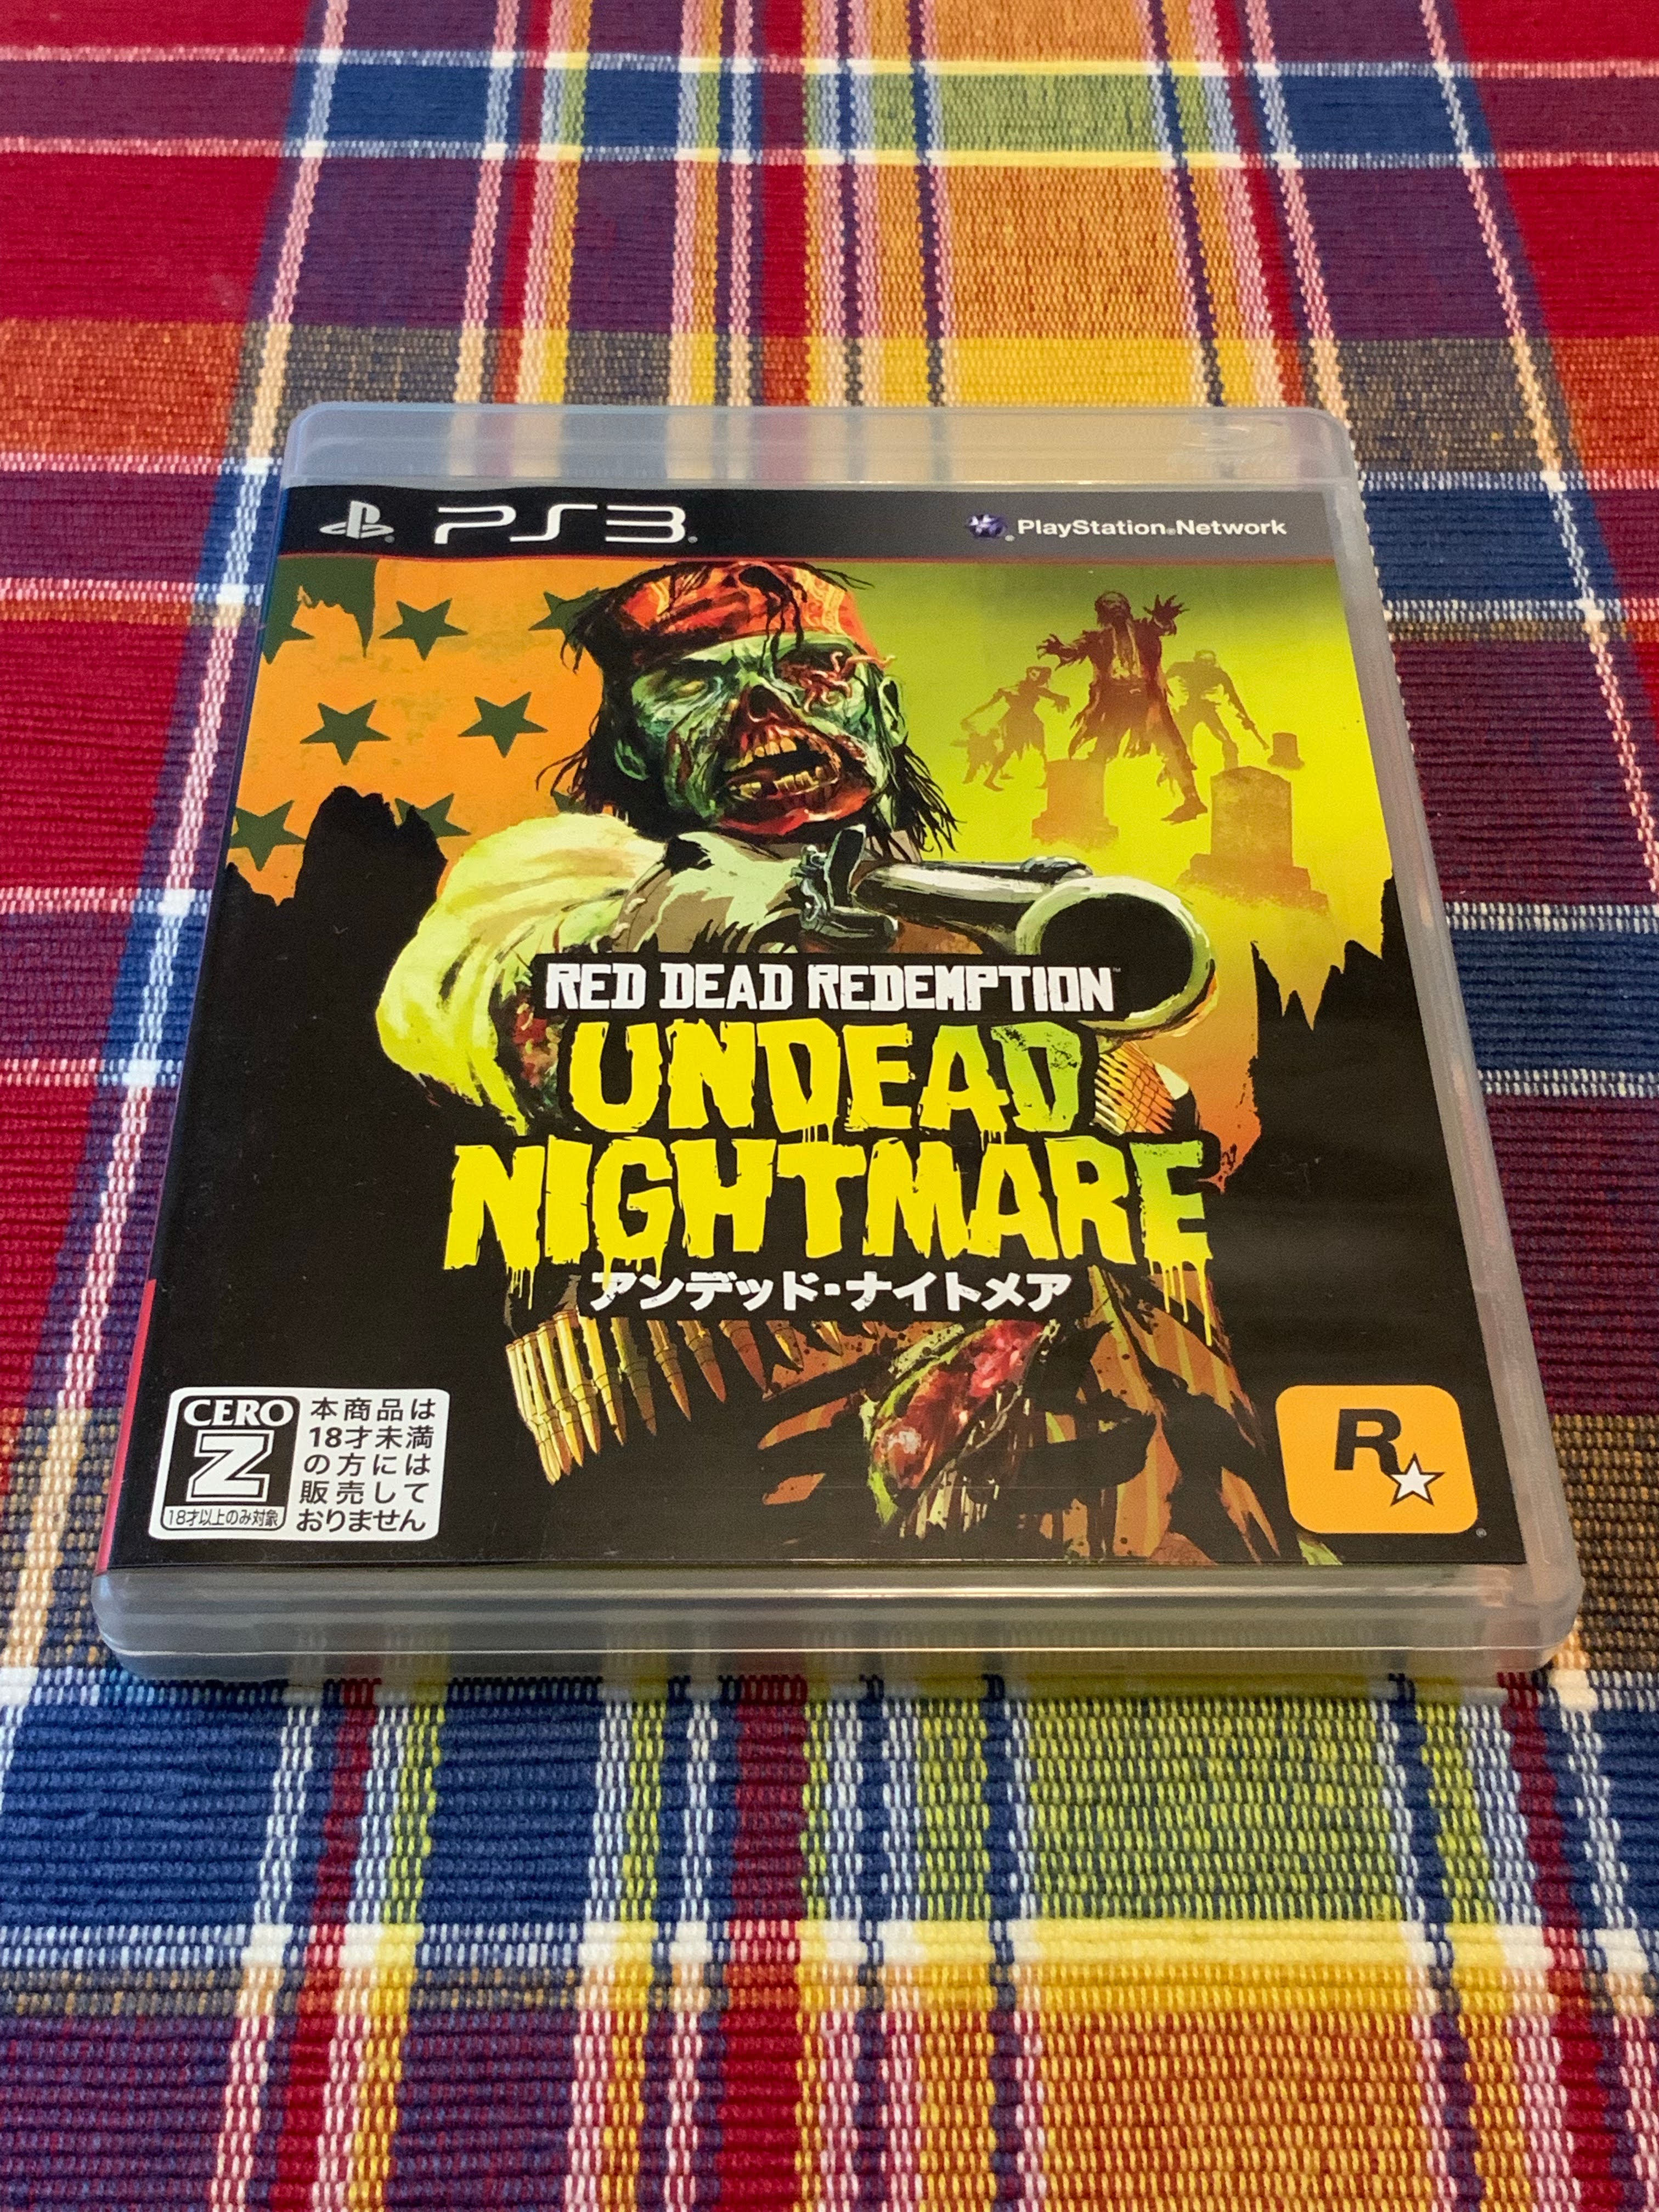 PS3
PlayStation®Network
RED DEAD REDEMPTION™
UNDEAD
NIGHTMARE
アンデッド・ナイトメア
CERO
Z
18才以上のみ対象
本商品は
18才未満
の方には
販売して
おりません
R